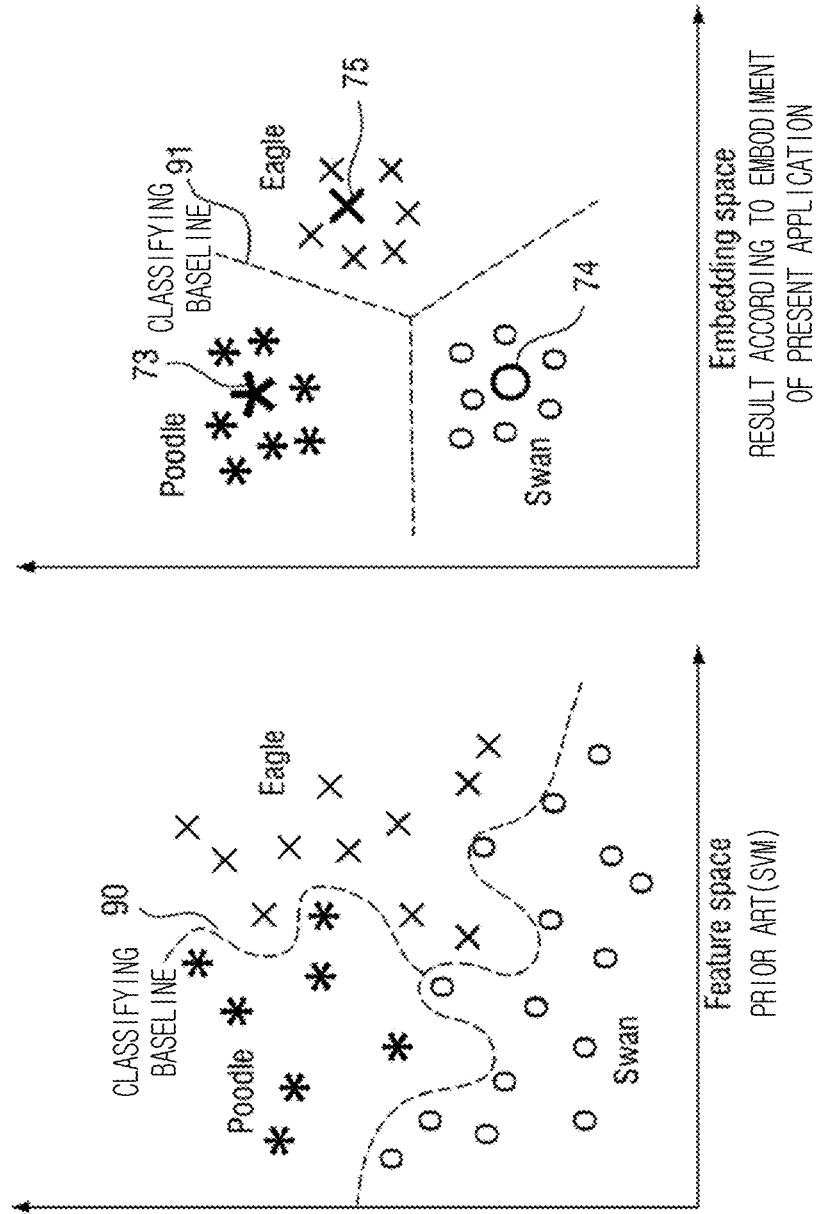 CLASSIFYING
BASELINE
90
Poodle
Eagle
Swan
Feature space
PRIOR ART(SVM)
Poodle
73
CLASSIFYING
BASELINE
91
Eagle
75
Swan
74
Embedding space
RESULT ACCORDING TO EMBODIMENT
OF PRESENT APPLICATION